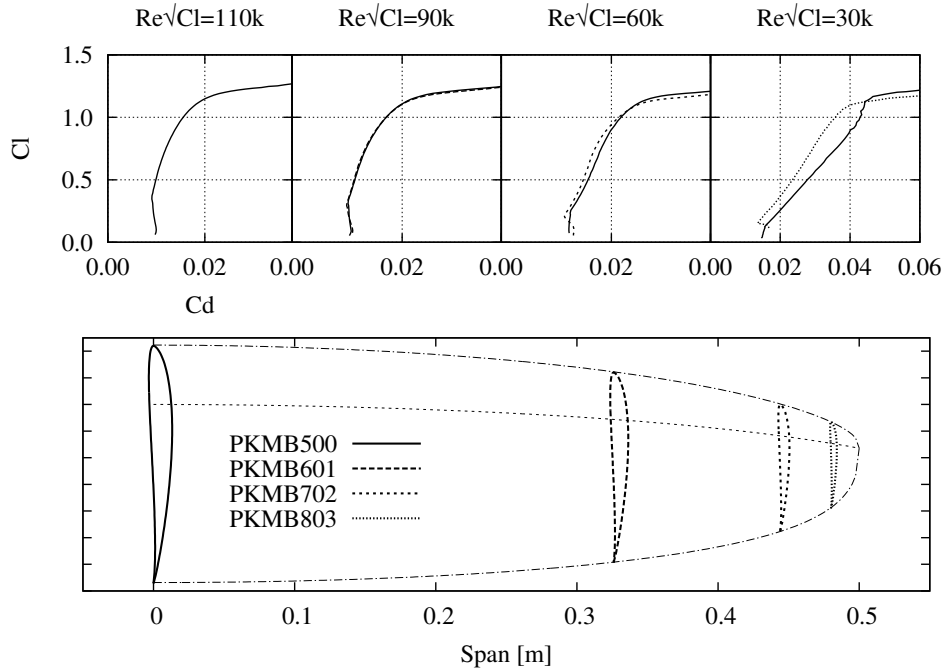 Re√Cl=110k Re√Cl=90k Re√Cl=60k Re√Cl=30k
1.5
1.0
0.5
0.0
Cl
0.00 0.02 0.00 0.02 0.00 0.02 0.00 0.02 0.04 0.06
Cd
PKMB500
PKMB601
PKMB702
PKMB803
0 0.1 0.2 0.3 0.4 0.5
Span [m]